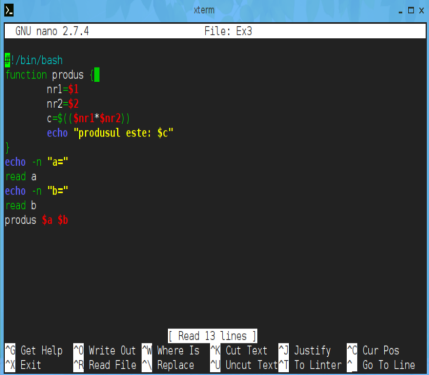 xterm
GNU nano 2.7.4 File: Ex3
#!/bin/bash
function produs {
nr1=$1
nr2=$2
c=$(($nr1*$nr2))
echo "produsul este: $c"
}
echo -n "a="
read a
echo -n "b="
read b
produs $a $b
[ Read 13 lines ]
^G Get Help ^O Write Out ^W Where Is ^K Cut Text ^J Justify ^C Cur Pos
^X Exit ^R Read File ^\ Replace ^U Uncut Text ^T To Linter ^_ Go To Line